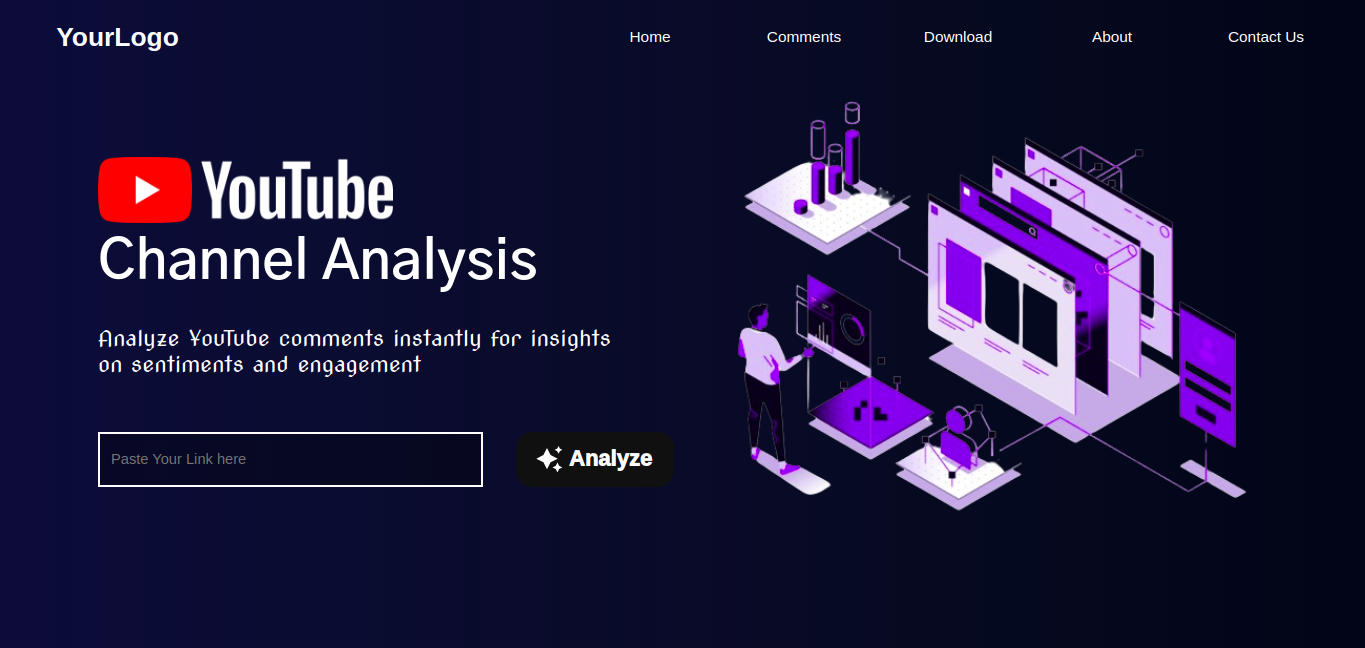 YourLogo
Home Comments Download About Contact Us
YouTube
Channel Analysis
Analyze YouTube comments instantly for insights
on sentiments and engagement
Paste Your Link here
Analyze